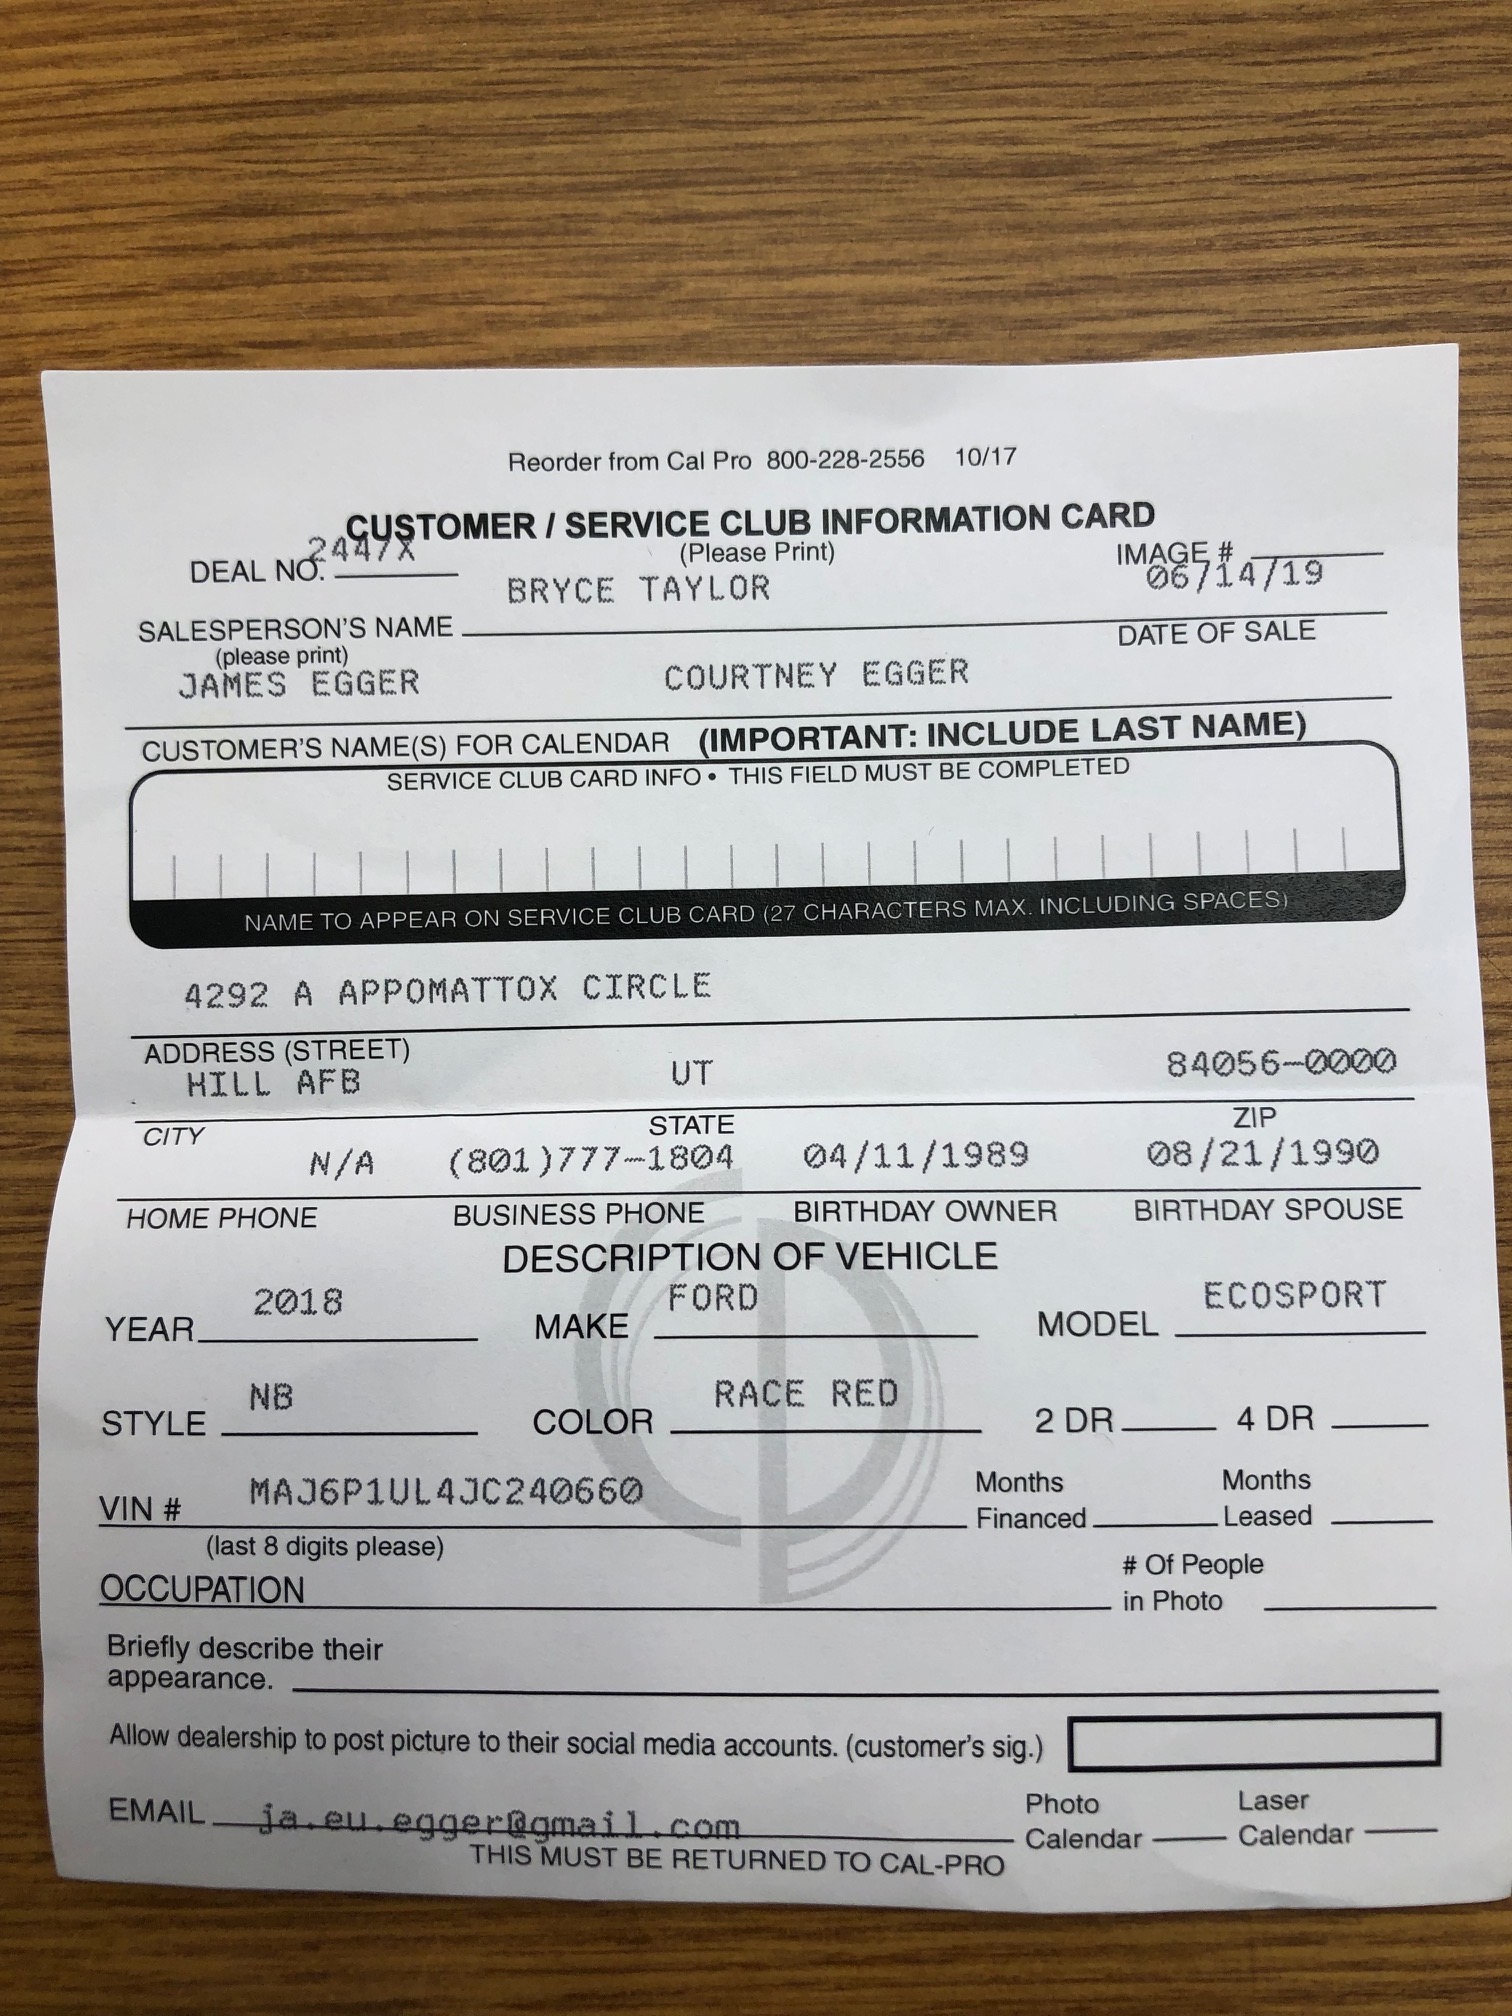 Reorder from Cal Pro 800-228-2556 10/17
CUSTOMER / SERVICE CLUB INFORMATION CARD
(Please Print)
DEAL NO. 2447X
IMAGE #
BRYCE TAYLOR 06/14/19
SALESPERSON'S NAME DATE OF SALE
(please print)
JAMES EGGER COURTNEY EGGER
CUSTOMER'S NAME(S) FOR CALENDAR (IMPORTANT: INCLUDE LAST NAME)
SERVICE CLUB CARD INFO • THIS FIELD MUST BE COMPLETED
NAME TO APPEAR ON SERVICE CLUB CARD (27 CHARACTERS MAX. INCLUDING SPACES)
4292 A APPOMATTOX CIRCLE
ADDRESS (STREET)
HILL AFB UT 84056-0000
CITY STATE ZIP
N/A (801)777-1804 04/11/1989 08/21/1990
HOME PHONE BUSINESS PHONE BIRTHDAY OWNER BIRTHDAY SPOUSE
DESCRIPTION OF VEHICLE
YEAR 2018 MAKE FORD MODEL ECOSPORT
STYLE NB COLOR RACE RED 2 DR 4 DR
VIN # MAJ6P1UL4JC240660 Months Financed Months Leased
(last 8 digits please)
OCCUPATION # Of People in Photo
Briefly describe their
appearance.
Allow dealership to post picture to their social media accounts. (customer's sig.)
EMAIL ja.eu.egger@gmail.com Photo Calendar Laser Calendar
THIS MUST BE RETURNED TO CAL-PRO